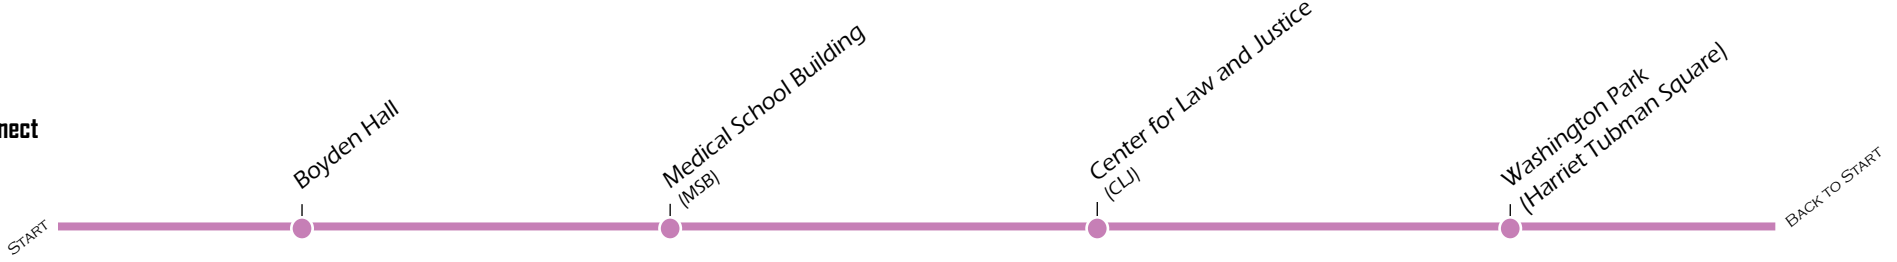 START
Boyden Hall
Medical School Building
(MSB)
Center for Law and Justice
(CLJ)
Washington Park
(Harriet Tubman Square)
BACK TO START